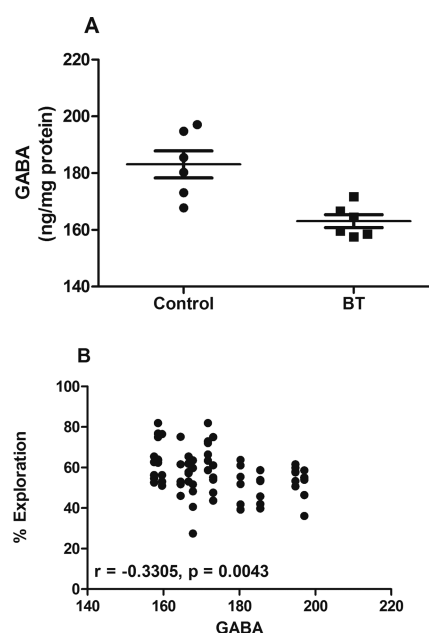 A
220
200
180
160
140
GABA
(ng/mg protein)
Control BT
B
100
80
60
40
20
0
% Exploration
r = -0.3305, p = 0.0043
140 160 180 200 220
GABA